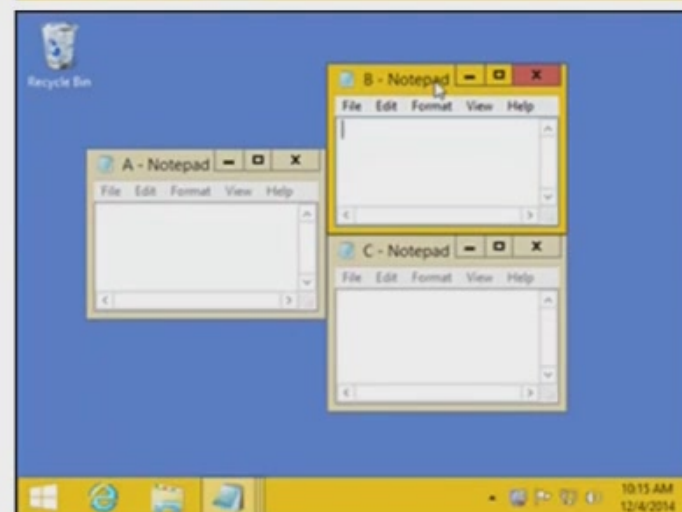 Recycle Bin
B - Notepad
File Edit Format View Help
A - Notepad
File Edit Format View Help
C - Notepad
File Edit Format View Help
10:15 AM
12/4/2014